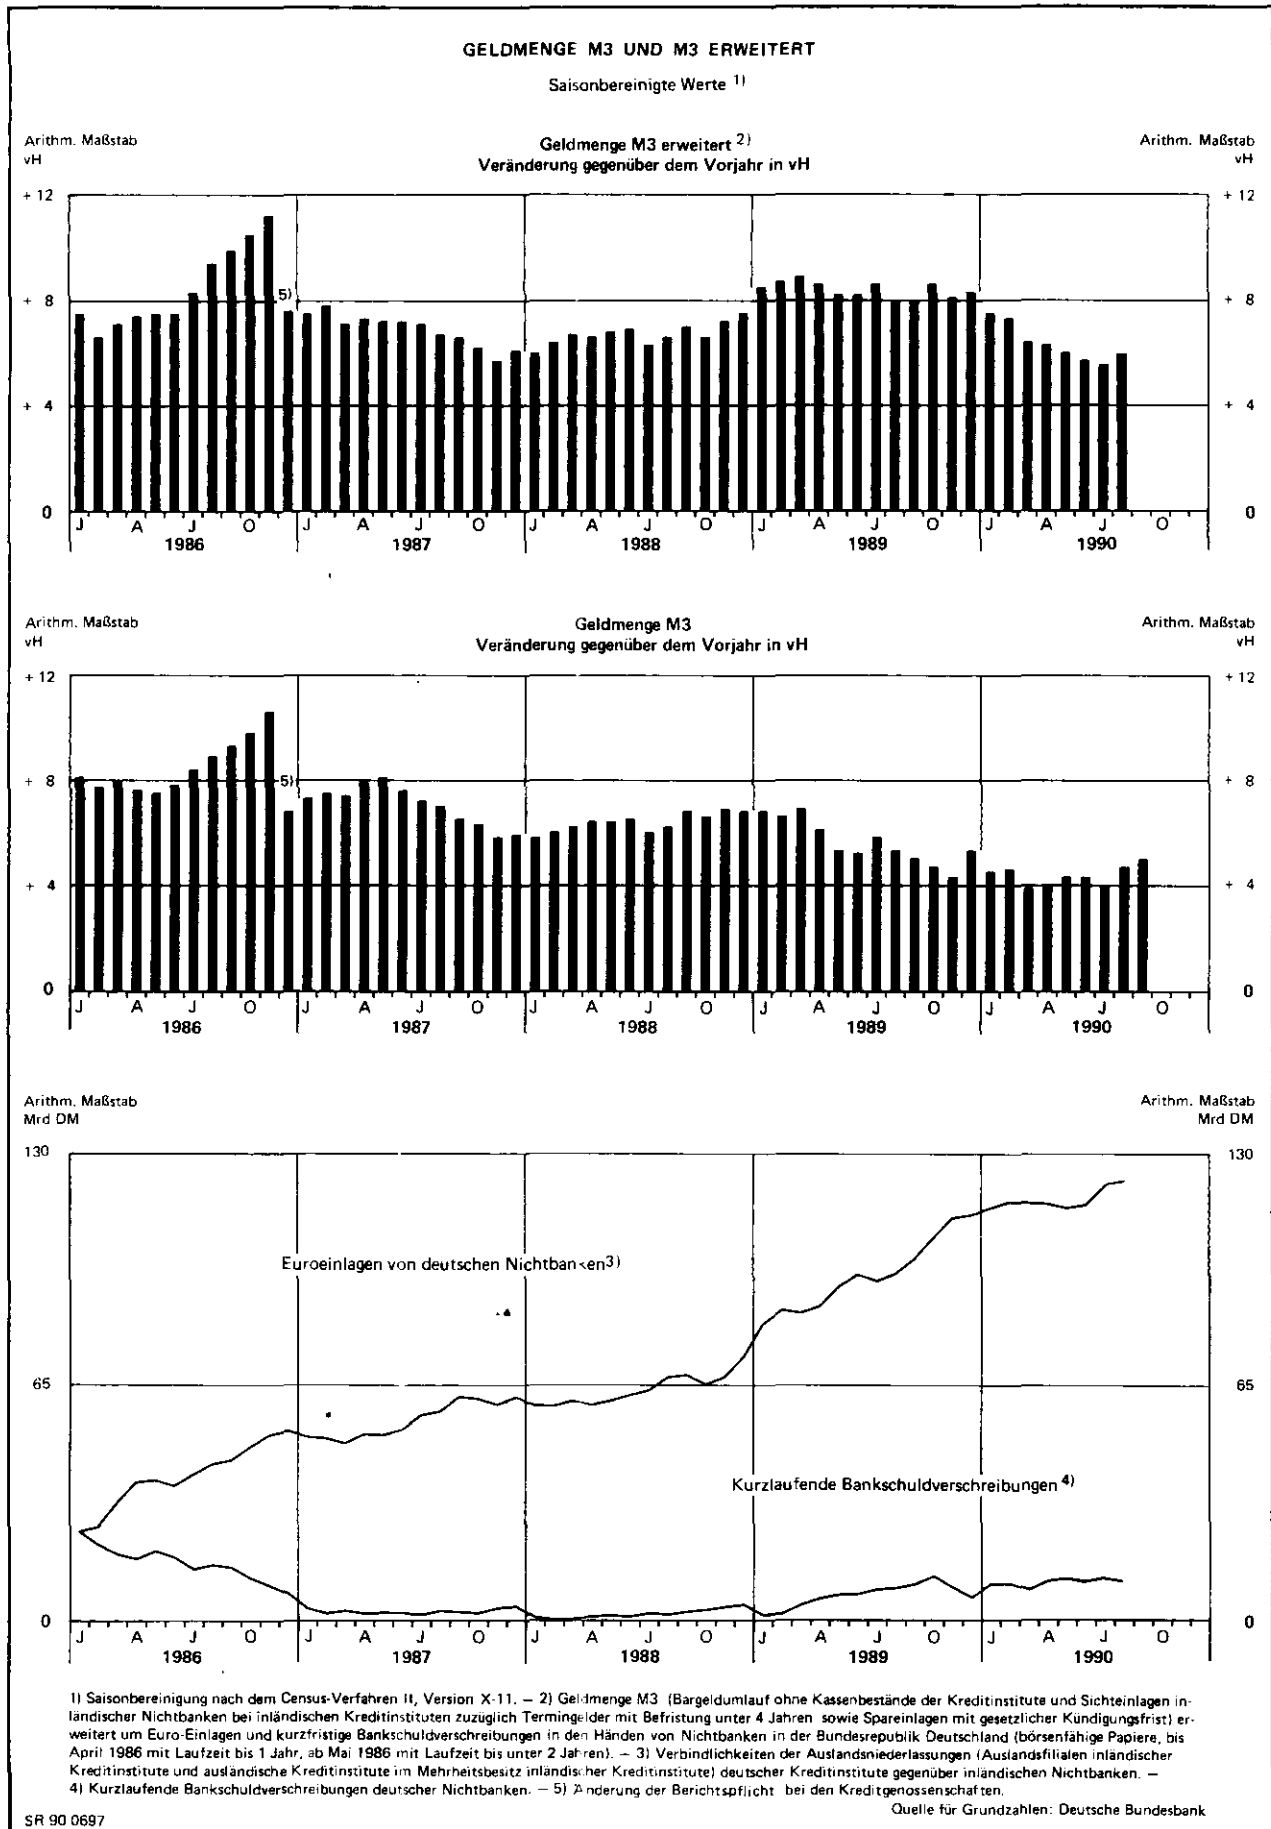 GELDMENGE M3 UND M3 ERWEITERT
Saisonbereinigte Werte 1)
Arithm. Maßstab
vH
Geldmenge M3 erweitert 2)
Veränderung gegenüber dem Vorjahr in vH
Arithm. Maßstab
vH
+ 12 + 12
5)
+ 8 + 8
+ 4 + 4
0 0
J A J O J A J O J A J O J A J O J A J O
1986 1987 1988 1989 1990
Arithm. Maßstab
vH
Geldmenge M3
Veränderung gegenüber dem Vorjahr in vH
Arithm. Maßstab
vH
+ 12 + 12
+ 8 5) + 8
+ 4 + 4
0 0
J A J O J A J O J A J O J A J O J A J O
1986 1987 1988 1989 1990
Arithm. Maßstab
Mrd DM
Arithm. Maßstab
Mrd DM
130 130
Euroeinlagen von deutschen Nichtbanken3)
65 65
Kurzlaufende Bankschuldverschreibungen 4)
0 0
J A J O J A J O J A J O J A J O J A J O
1986 1987 1988 1989 1990
1) Saisonbereinigung nach dem Census-Verfahren II, Version X-11. — 2) Geldmenge M3 (Bargeldumlauf ohne Kassenbestände der Kreditinstitute und Sichteinlagen in-
ländischer Nichtbanken bei inländischen Kreditinstituten zuzüglich Termingelder mit Befristung unter 4 Jahren sowie Spareinlagen mit gesetzlicher Kündigungsfrist) er-
weitert um Euro-Einlagen und kurzfristige Bankschuldverschreibungen in den Händen von Nichtbanken in der Bundesrepublik Deutschland (börsenfähige Papiere, bis
April 1986 mit Laufzeit bis 1 Jahr, ab Mai 1986 mit Laufzeit bis unter 2 Jahren). — 3) Verbindlichkeiten der Auslandsniederlassungen (Auslandsfilialen inländischer
Kreditinstitute und ausländische Kreditinstitute im Mehrheitsbesitz inländischer Kreditinstitute) deutscher Kreditinstitute gegenüber inländischen Nichtbanken. —
4) Kurzlaufende Bankschuldverschreibungen deutscher Nichtbanken. — 5) Änderung der Berichtspflicht bei den Kreditgenossenschaften.
Quelle für Grundzahlen: Deutsche Bundesbank
SR 90 0697